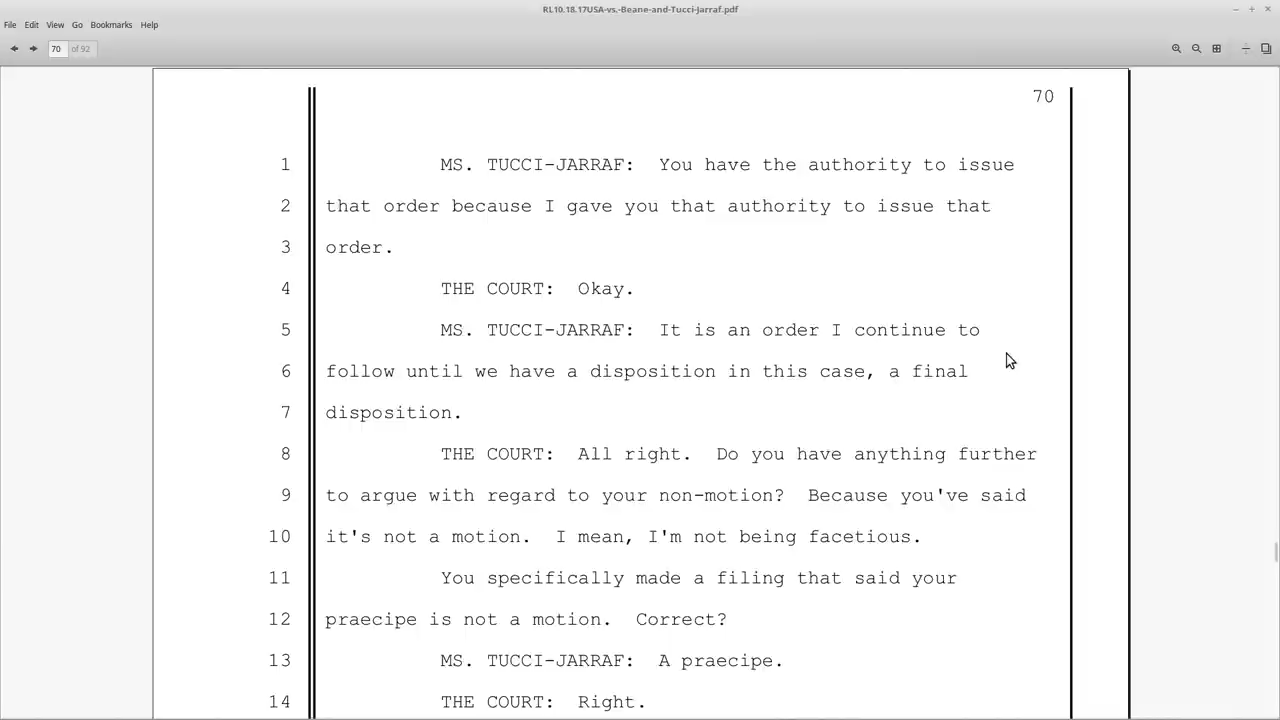 RL10.18.17USA-vs.-Beane-and-Tucci-Jarraf.pdf
File Edit View Go Bookmarks Help
70 of 92
70
1 MS. TUCCI-JARRAF: You have the authority to issue
2 that order because I gave you that authority to issue that
3 order.
4 THE COURT: Okay.
5 MS. TUCCI-JARRAF: It is an order I continue to
6 follow until we have a disposition in this case, a final
7 disposition.
8 THE COURT: All right. Do you have anything further
9 to argue with regard to your non-motion? Because you've said
10 it's not a motion. I mean, I'm not being facetious.
11 You specifically made a filing that said your
12 praecipe is not a motion. Correct?
13 MS. TUCCI-JARRAF: A praecipe.
14 THE COURT: Right.